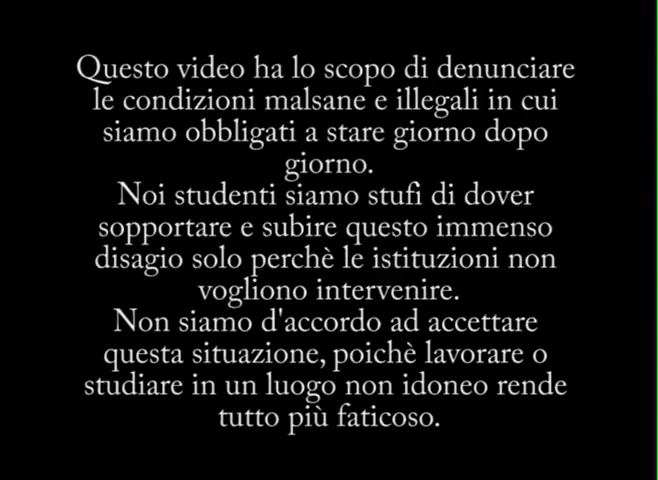 Questo video ha lo scopo di denunciare
le condizioni malsane e illegali in cui
siamo obbligati a stare giorno dopo
giorno.
Noi studenti siamo stufi di dover
sopportare e subire questo immenso
disagio solo perchè le istituzioni non
vogliono intervenire.
Non siamo d'accordo ad accettare
questa situazione, poichè lavorare o
studiare in un luogo non idoneo rende
tutto più faticoso.